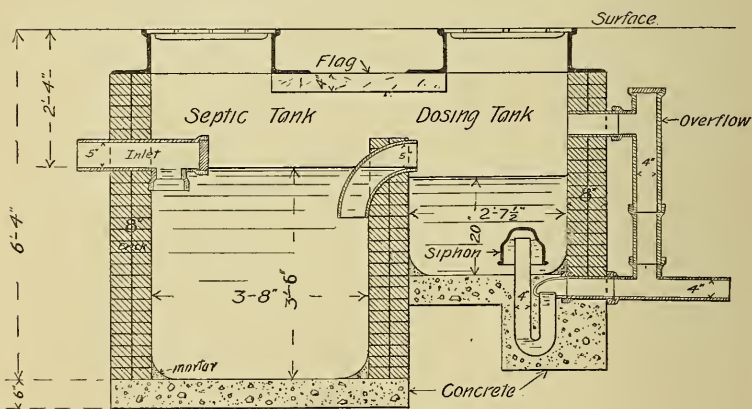 Surface
Flag
4"
Septic Tank
Dosing Tank
Overflow
2'-4"
5"
Inlet
5"
4"
8"
Brick
8"
2'-7½"
20
Siphon
6'-4"
3'-8"
3'-6"
4"
4"
mortar
6"
Concrete